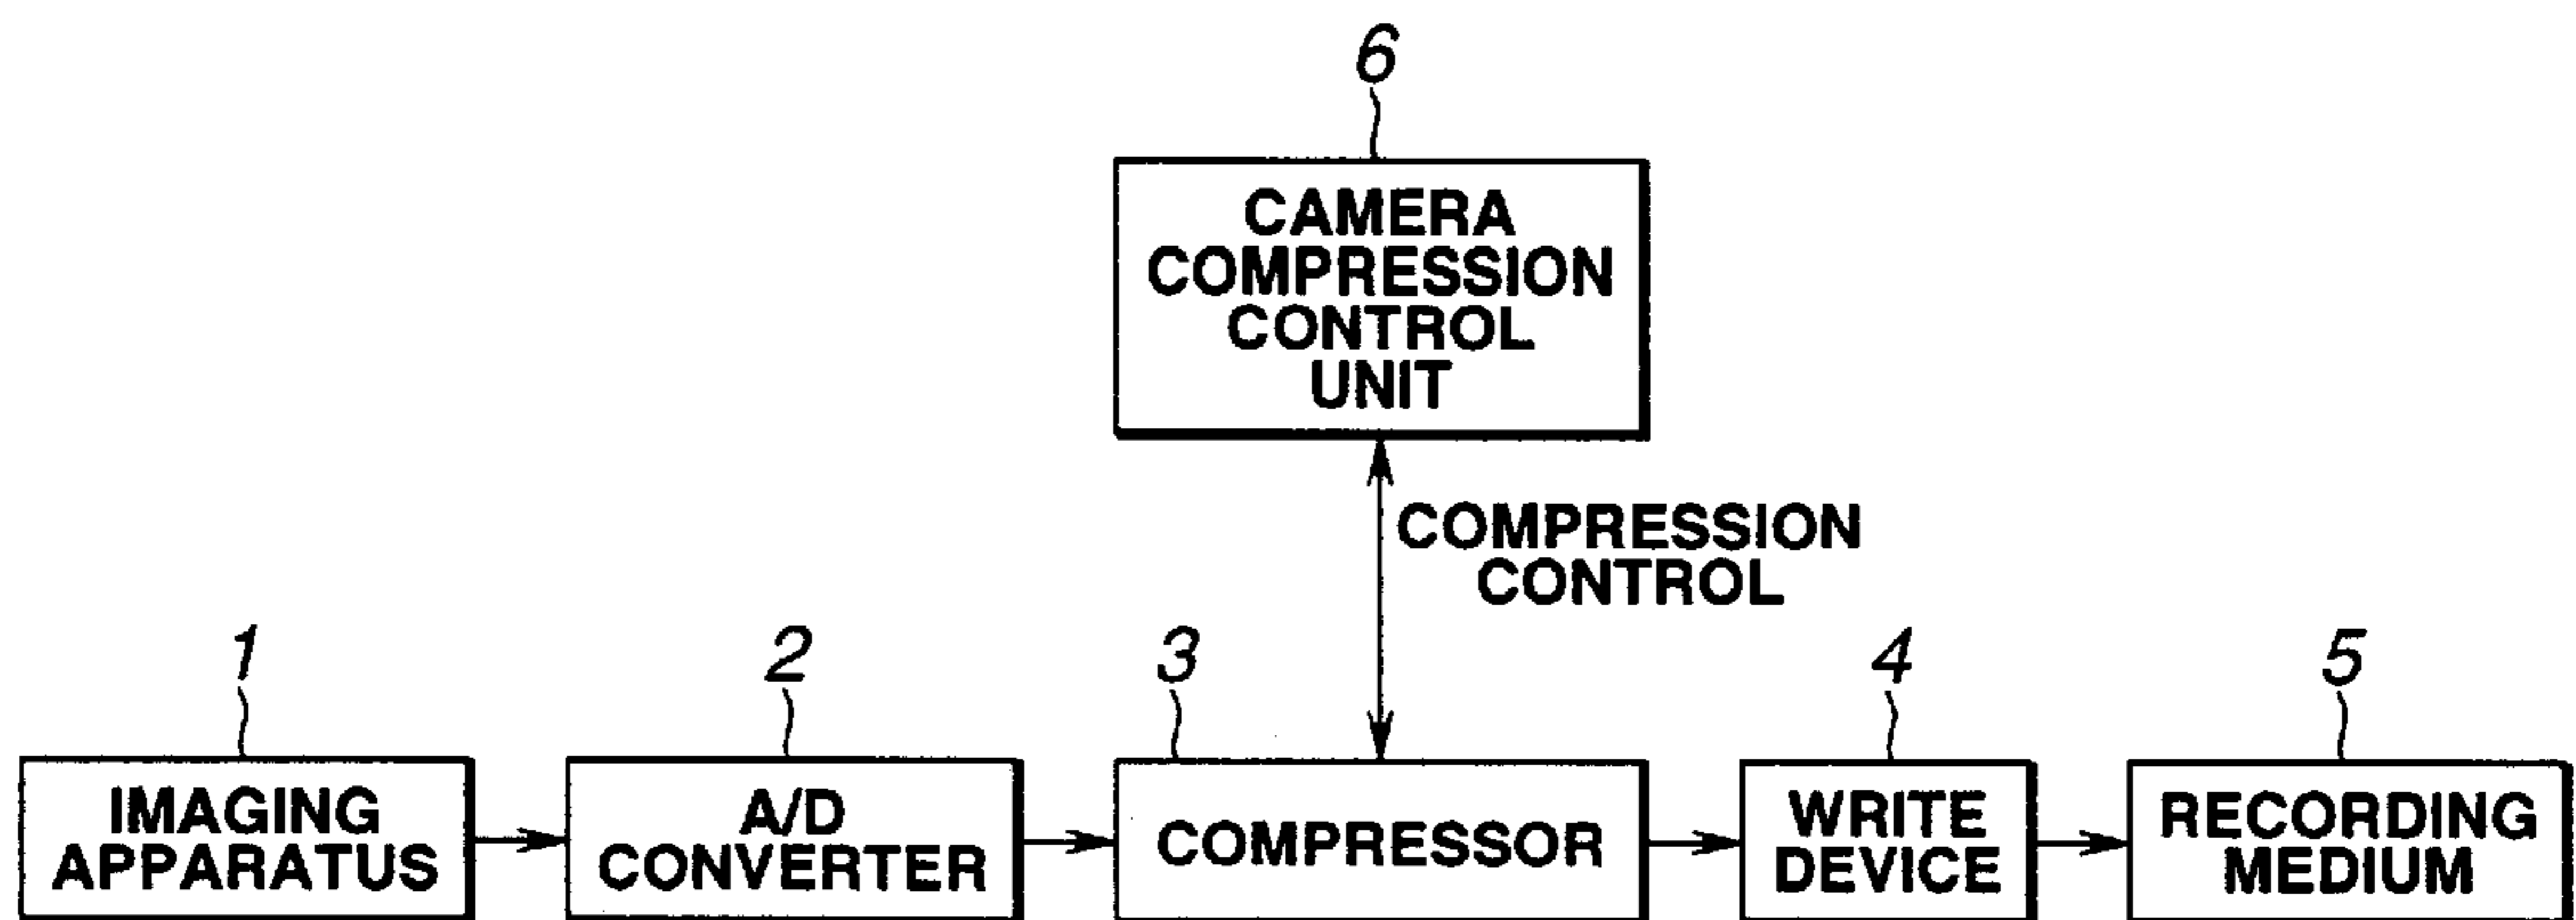 6
CAMERA
COMPRESSION
CONTROL
UNIT
COMPRESSION
CONTROL
1
2
3
4
5
IMAGING
APPARATUS
A/D
CONVERTER
COMPRESSOR
WRITE
DEVICE
RECORDING
MEDIUM